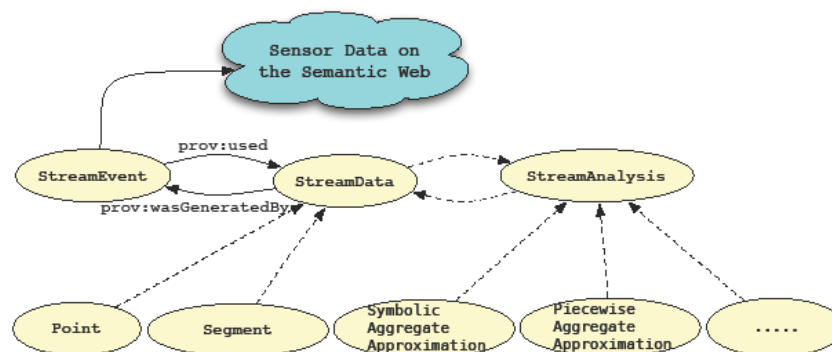 Sensor Data on
the Semantic Web
prov:used
StreamEvent
StreamData
StreamAnalysis
prov:wasGeneratedBy
Point
Segment
Symbolic
Aggregate
Approximation
Piecewise
Aggregate
Approximation
.....